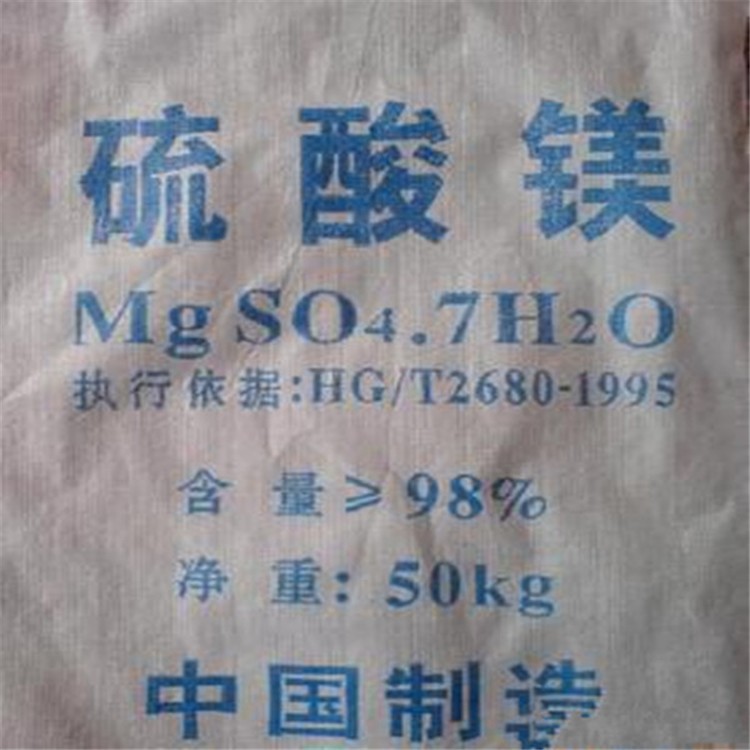 硫酸镁
MgSO₄.7H₂O
执行依据:HG/T2680-1995
含量≥98%
净重:50kg
中国制造